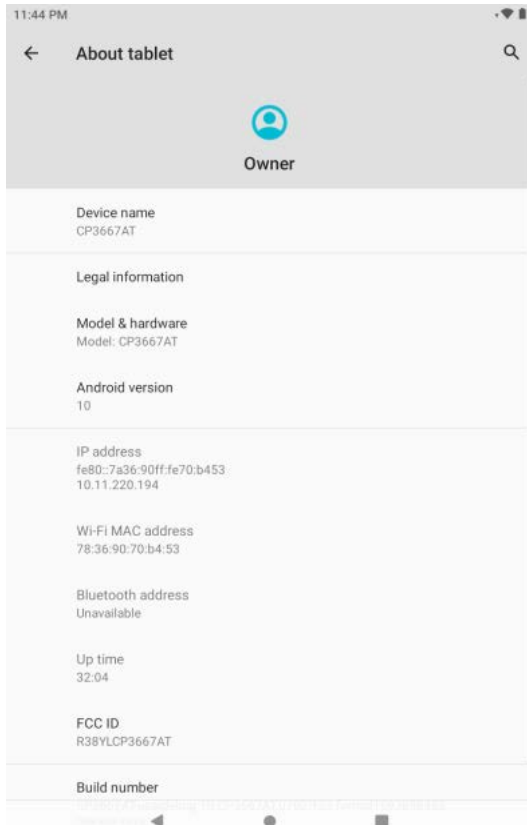 11:44 PM
About tablet
Owner
Device name
CP3667AT
Legal information
Model & hardware
Model: CP3667AT
Android version
10
IP address
fe80::7a36:90ff:fe70:b453
10.11.220.194
Wi-Fi MAC address
78:36:90:70:b4:53
Bluetooth address
Unavailable
Up time
32:04
FCC ID
R38YLCP3667AT
Build number